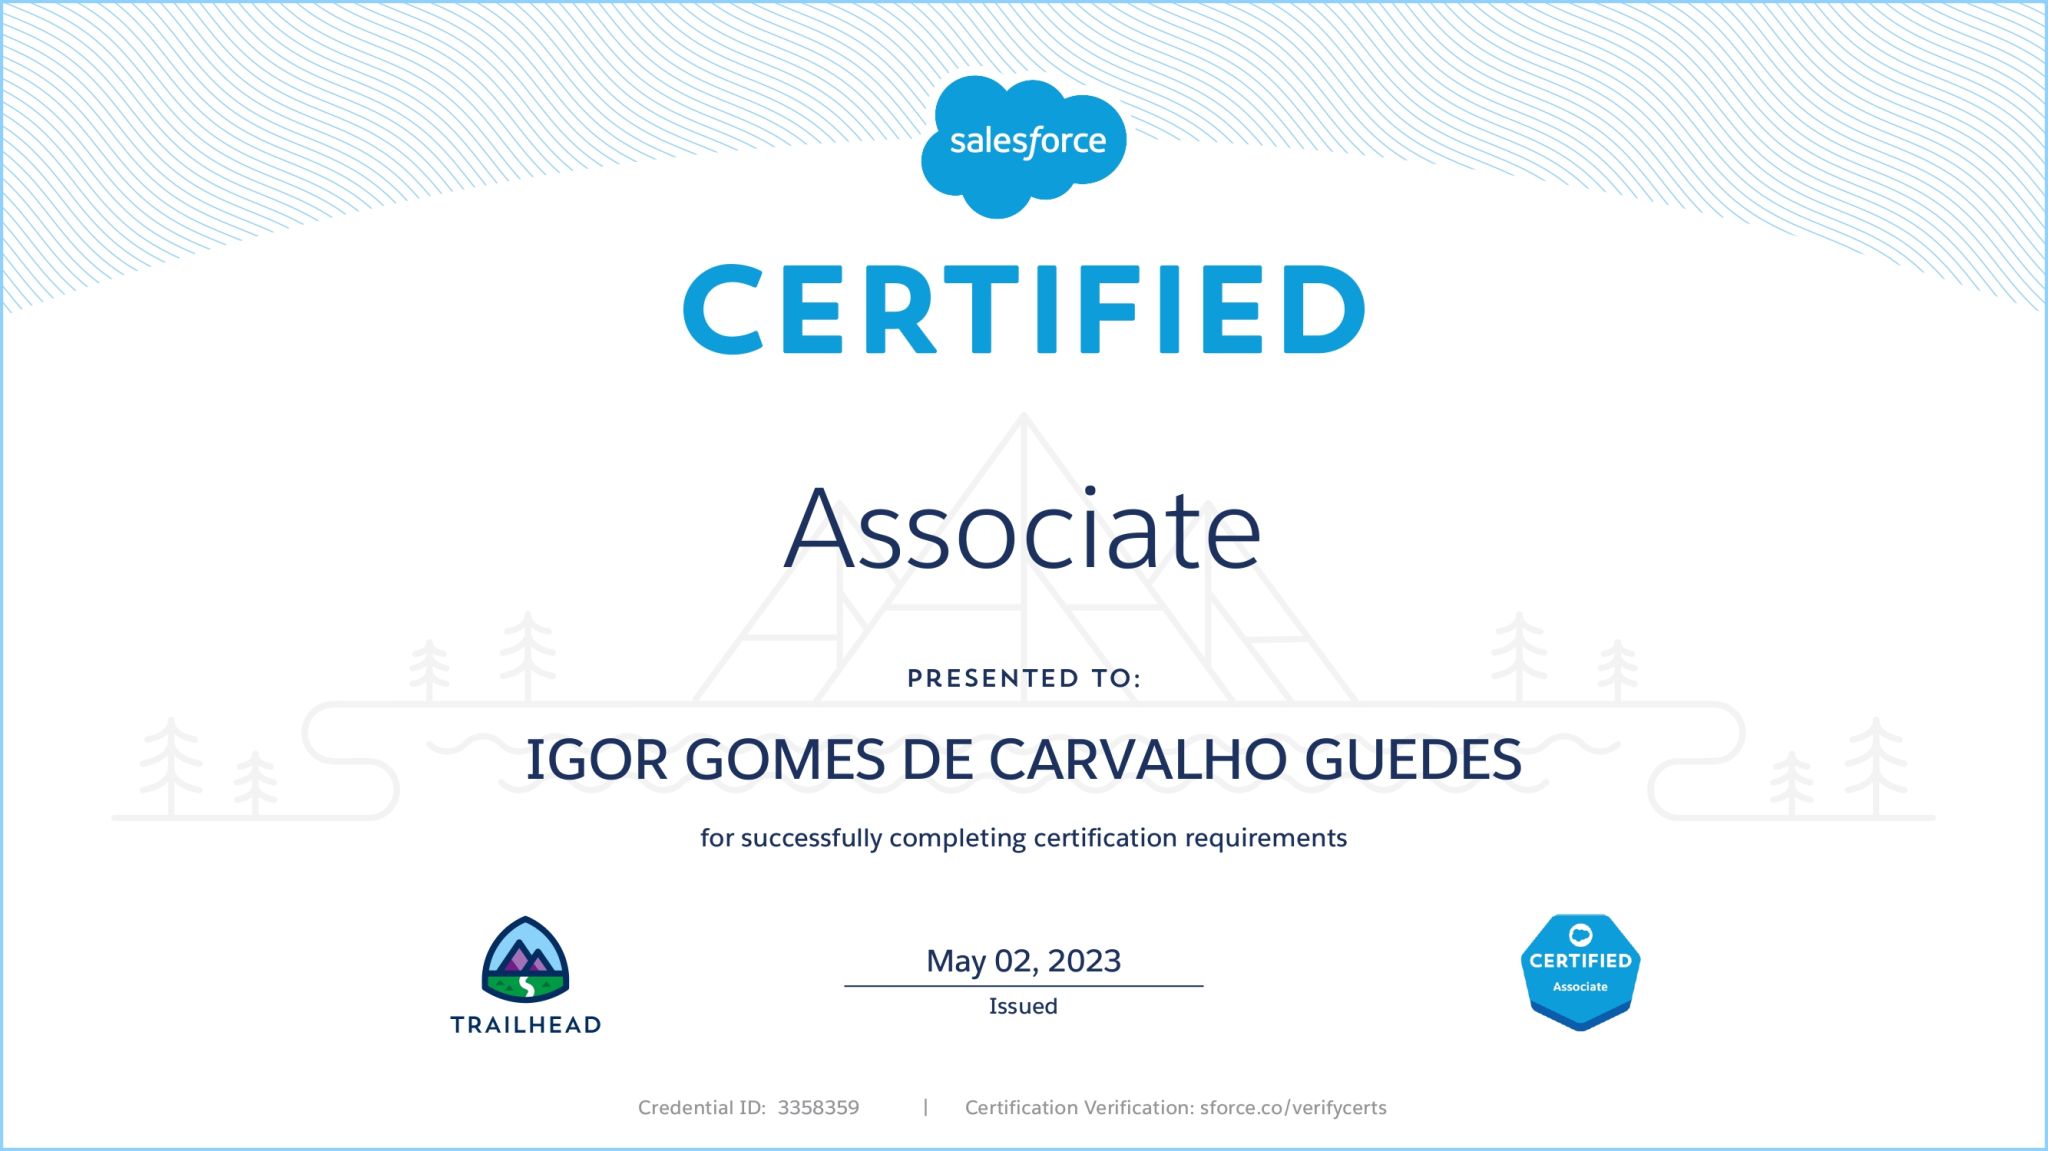 salesforce
CERTIFIED
Associate
PRESENTED TO:
IGOR GOMES DE CARVALHO GUEDES
for successfully completing certification requirements
TRAILHEAD
May 02, 2023
Issued
CERTIFIED
Associate
Credential ID: 3358359 | Certification Verification: sforce.co/verifycerts